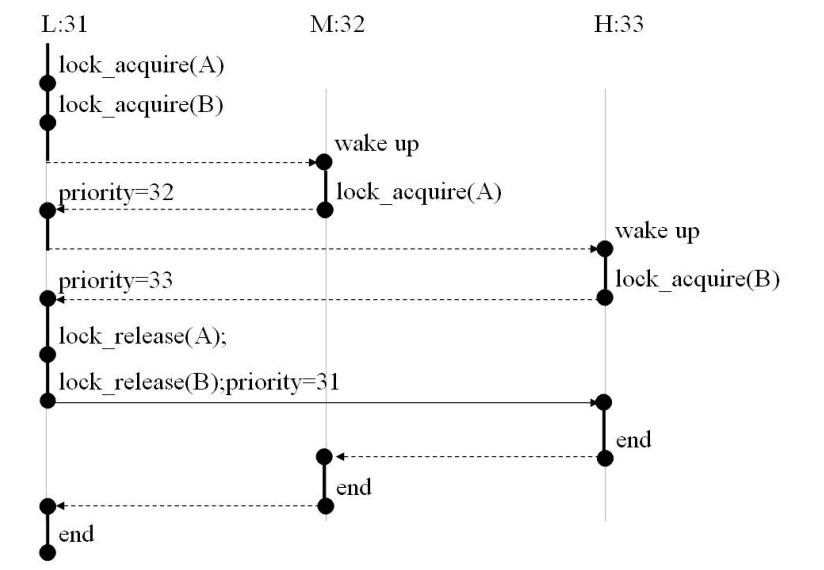 L:31 M:32 H:33
lock_acquire(A)
lock_acquire(B)
wake up
priority=32 lock_acquire(A)
wake up
priority=33 lock_acquire(B)
lock_release(A);
lock_release(B);priority=31
end
end
end